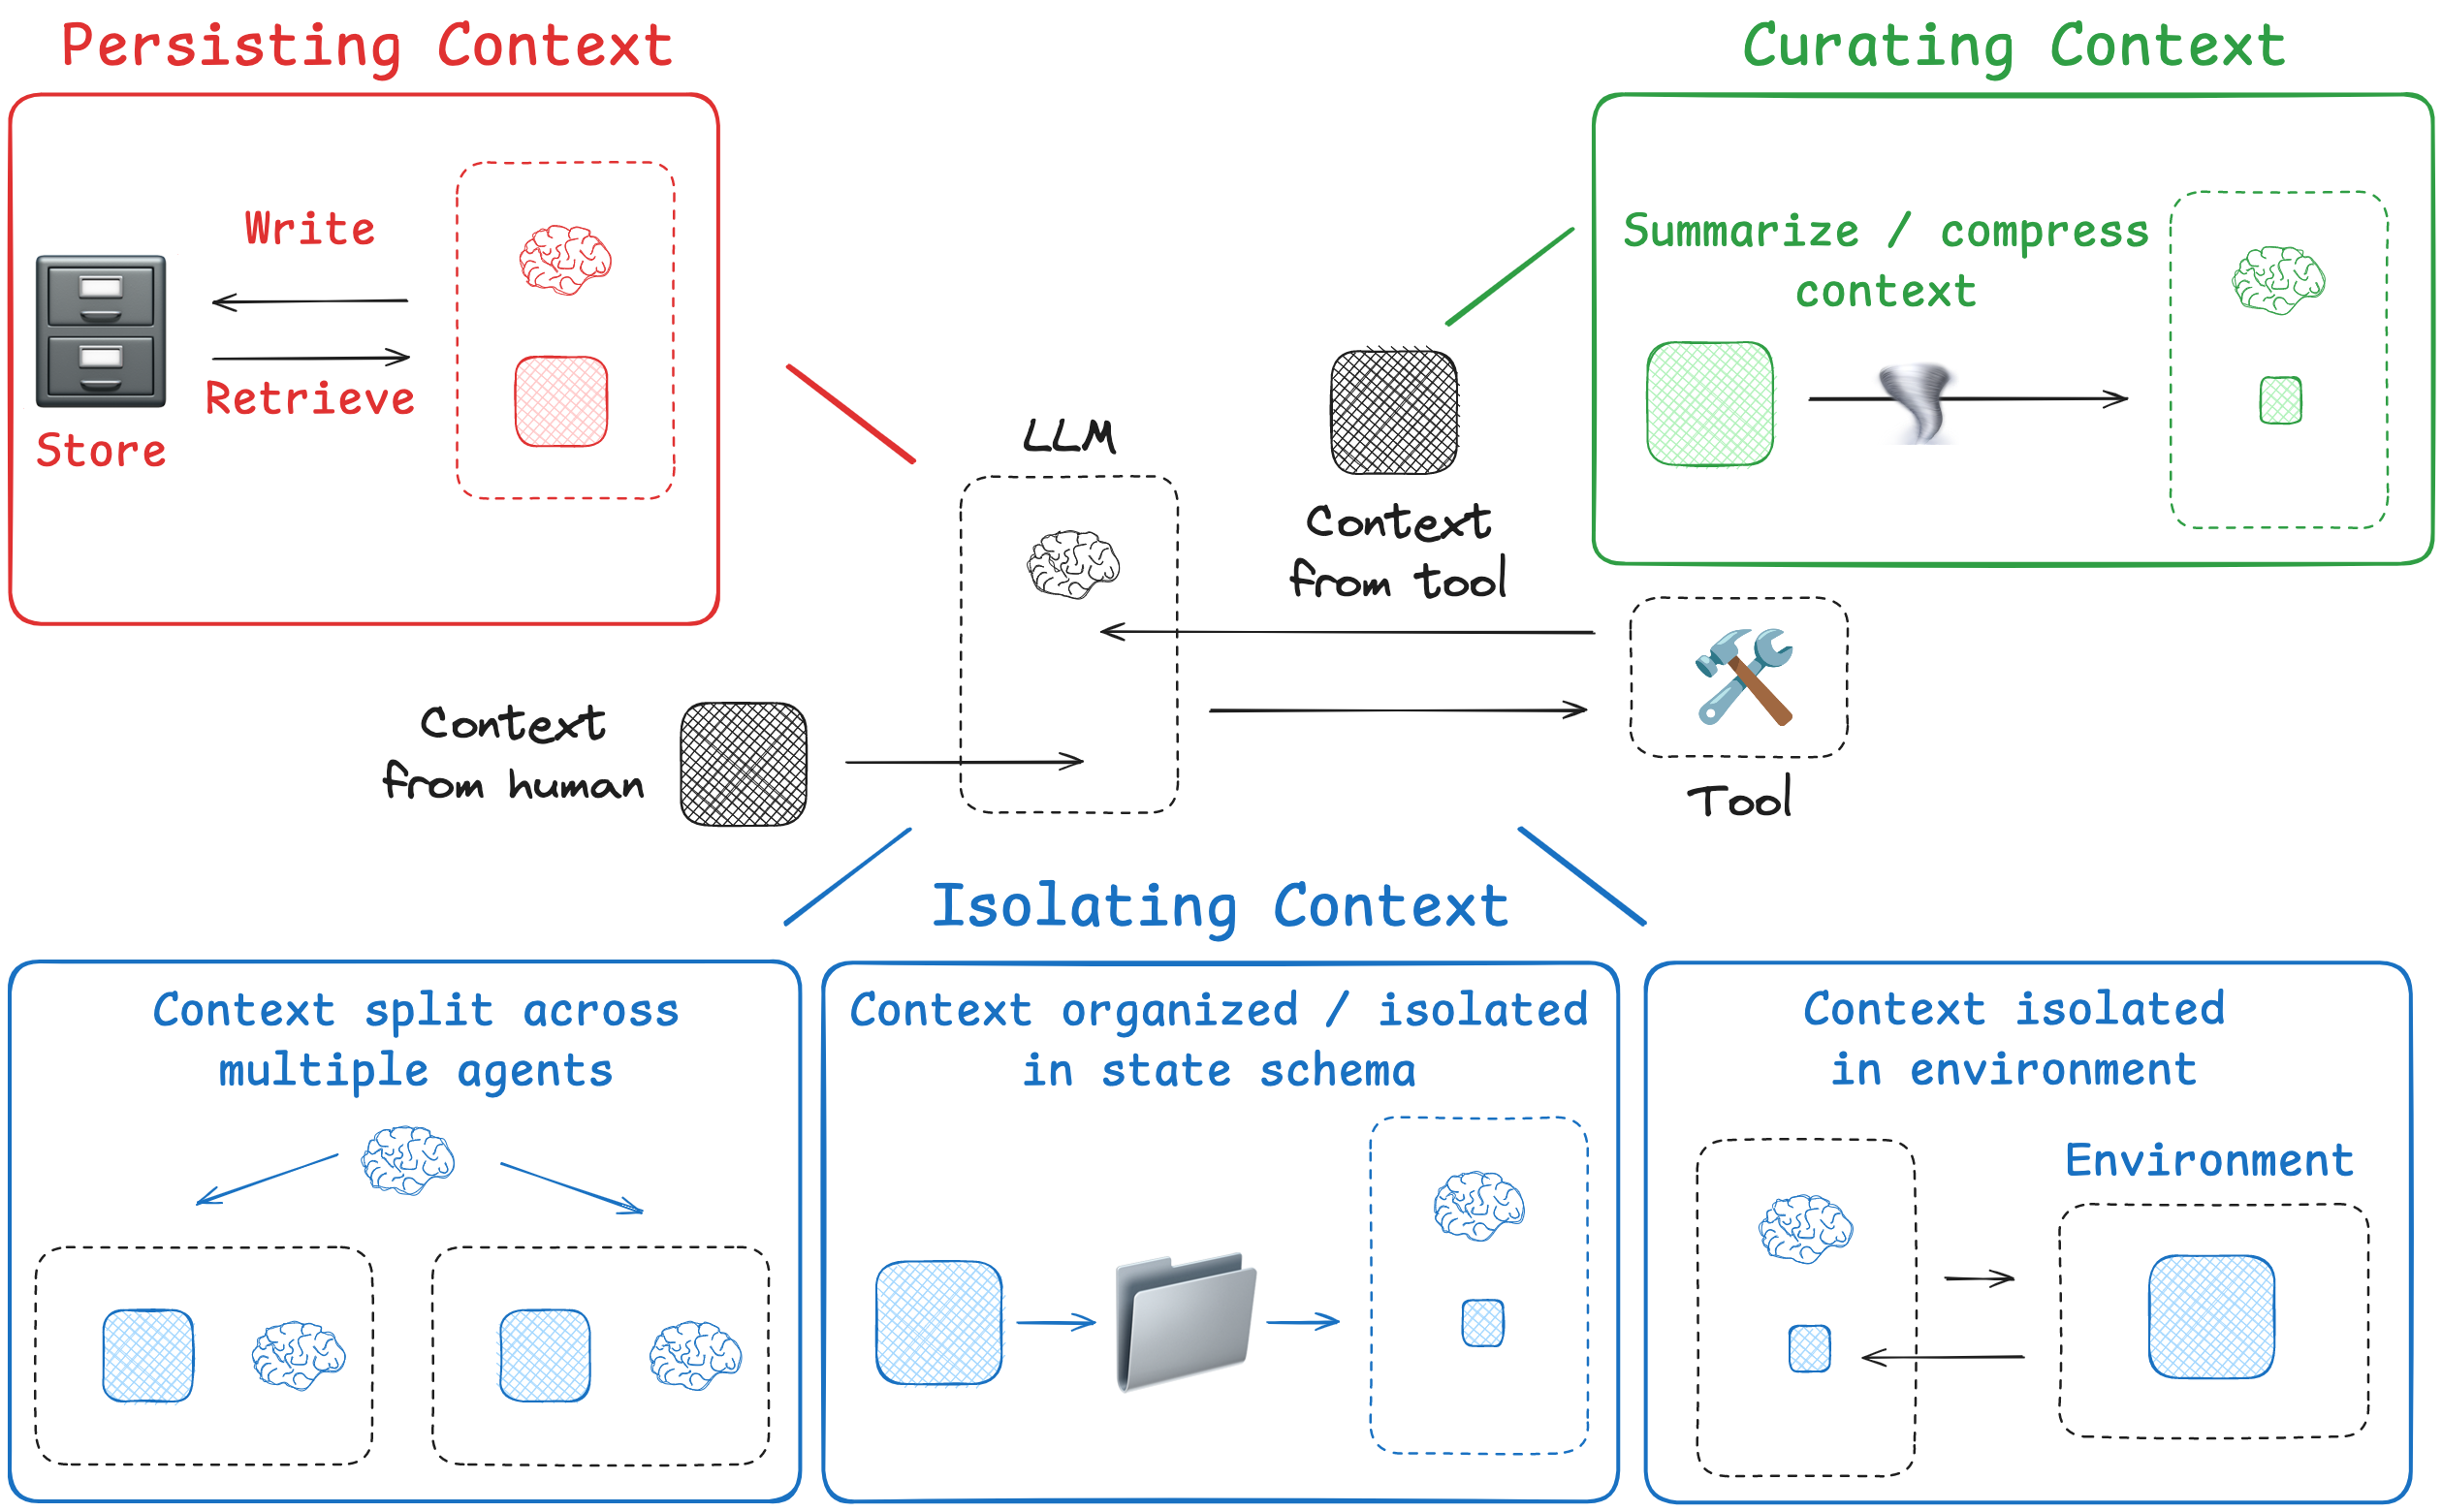 Persisting Context
Write
Retrieve
Store
Curating Context
Summarize / compress
context
LLM
Context
from tool
Context
from human
Tool
Isolating Context
Context split across
multiple agents
Context organized / isolated
in state schema
Context isolated
in environment
Environment